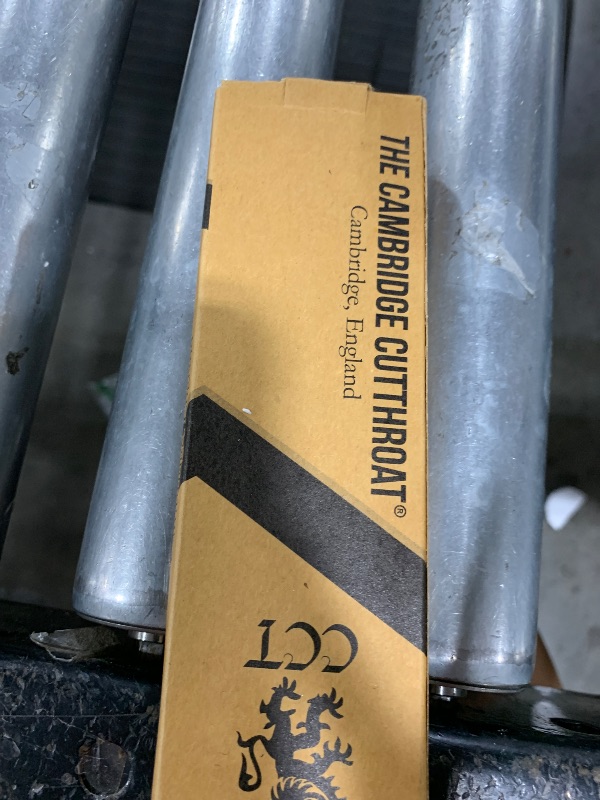 THE CAMBRIDGE CUTTHROAT®
Cambridge, England
CCT